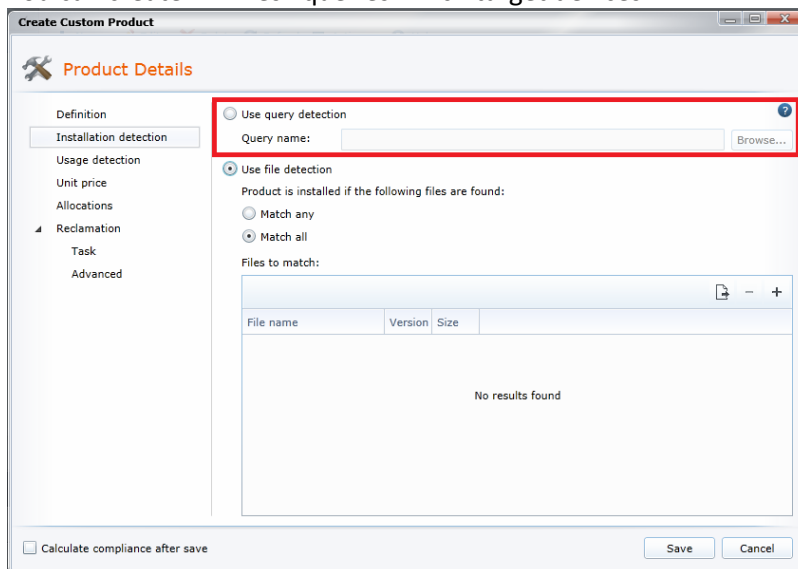 Create Custom Product
Product Details
Definition
Installation detection
Usage detection
Unit price
Allocations
Reclamation
Task
Advanced
Use query detection
?
Query name:
Browse...
Use file detection
Product is installed if the following files are found:
Match any
Match all
Files to match:
File name Version Size
No results found
Calculate compliance after save
Save Cancel